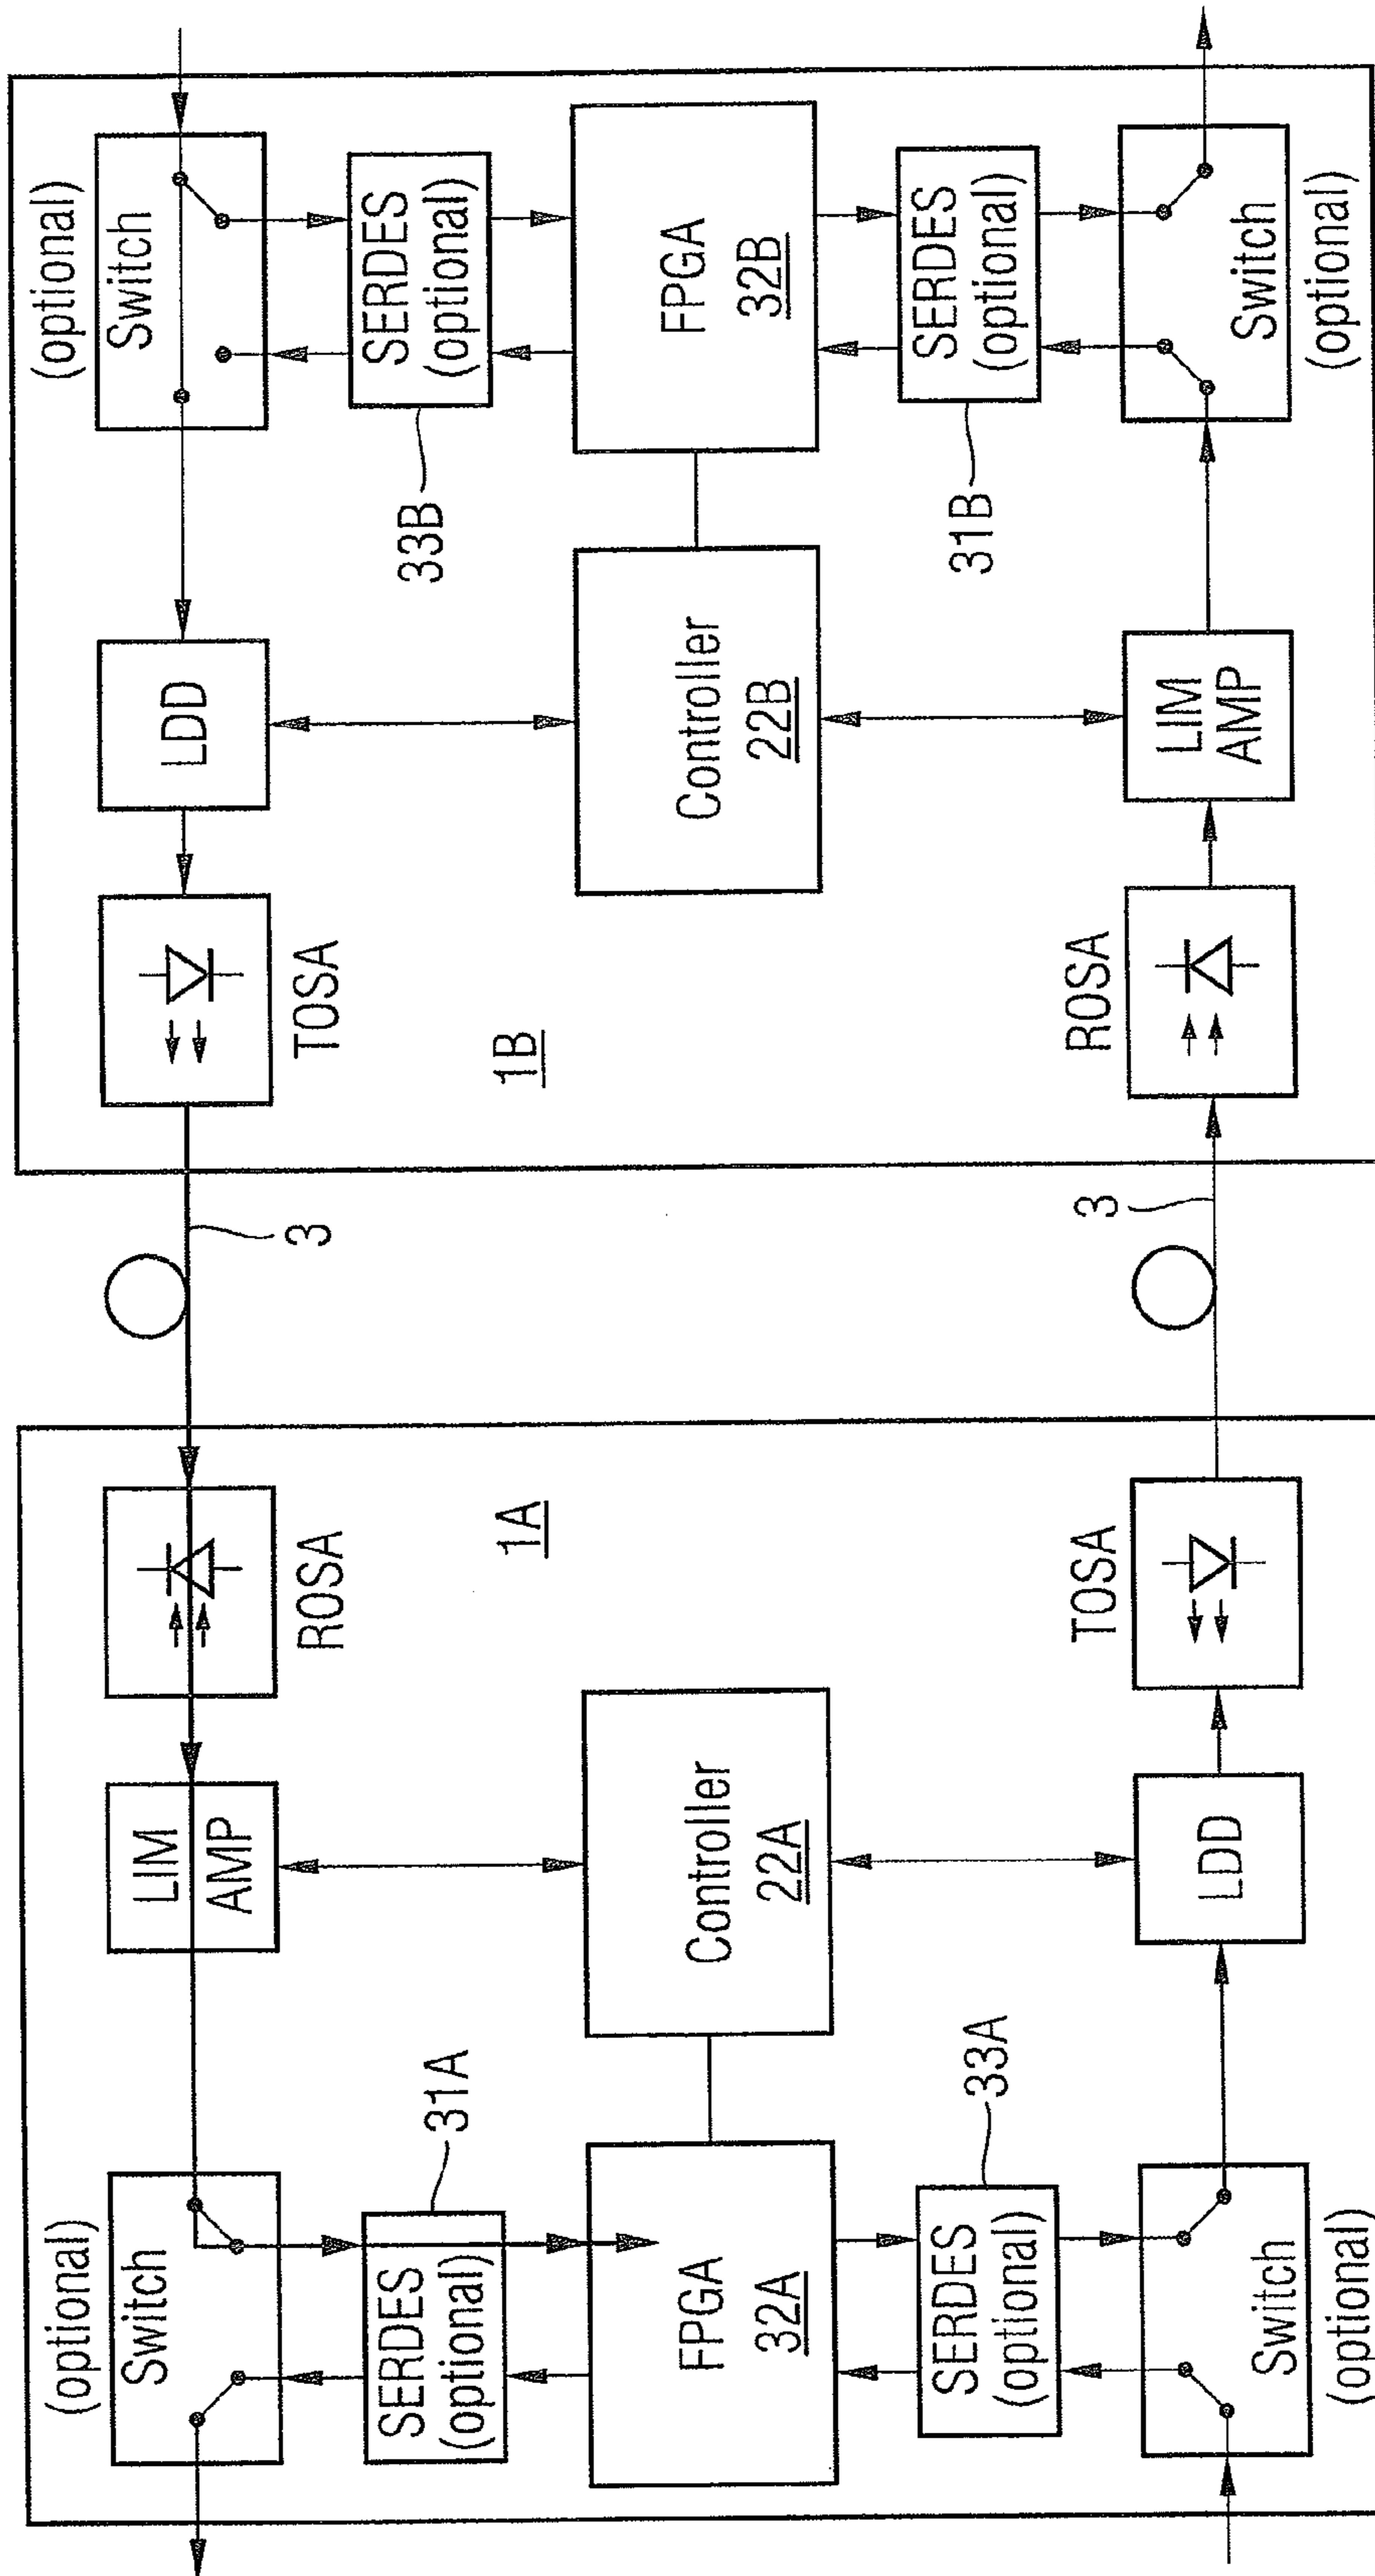 (optional)
Switch
LIM
AMP
ROSA
3
TOSA
LDD
(optional)
Switch
SERDES
(optional)
31A
1A
1B
33B
SERDES
(optional)
FPGA
32A
Controller
22A
Controller
22B
FPGA
32B
SERDES
(optional)
33A
31B
SERDES
(optional)
Switch
(optional)
LDD
TOSA
3
ROSA
LIM
AMP
Switch
(optional)